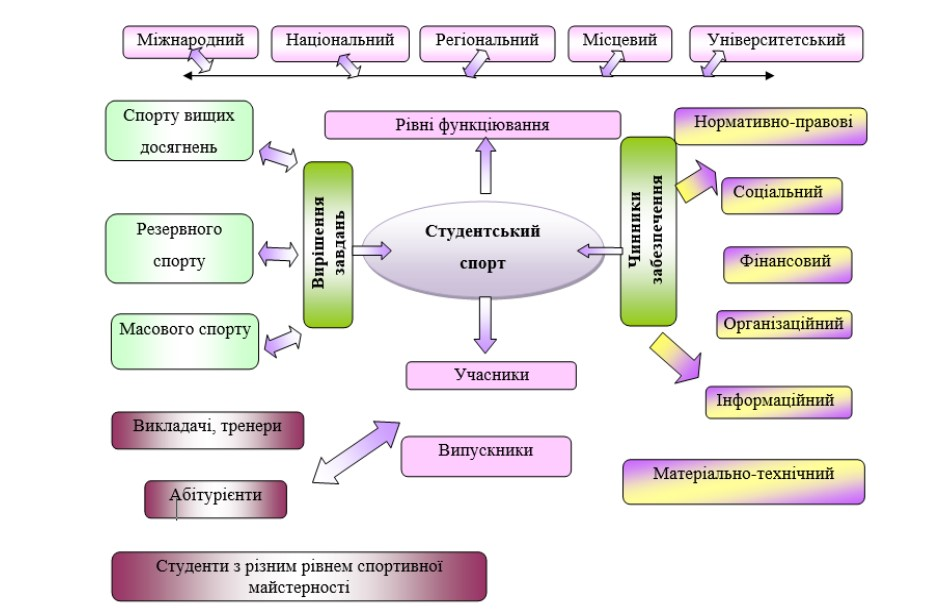 Міжнародний
Національний
Регіональний
Місцевий
Університетський
Рівні функціювання
Спорту вищих
досягнень
Резервного
спорту
Масового спорту
Вирішення
завдань
Студентський
спорт
Чинники
забезпечення
Нормативно-правові
Соціальний
Фінансовий
Організаційний
Інформаційний
Матеріально-технічний
Учасники
Випускники
Викладачі, тренери
Абітурієнти
Студенти з різним рівнем спортивної
майстерності